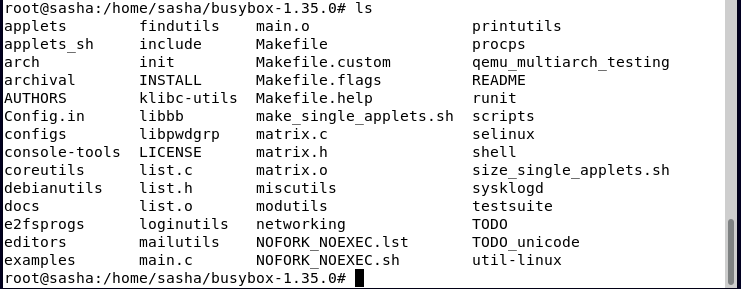 root@sasha:/home/sasha/busybox-1.35.0# ls
applets        findutils    main.o                  printutils
applets_sh     include      Makefile                procps
arch           init         Makefile.custom         qemu_multiarch_testing
archival       INSTALL      Makefile.flags          README
AUTHORS        klibc-utils  Makefile.help           runit
Config.in      libbb        make_single_applets.sh  scripts
configs        libpwdgrp    matrix.c                selinux
console-tools  LICENSE      matrix.h                shell
coreutils      list.c       matrix.o                size_single_applets.sh
debianutils    list.h       miscutils               sysklogd
docs           list.o       modutils                testsuite
e2fsprogs      loginutils   networking              TODO
editors        mailutils    NOFORK_NOEXEC.lst       TODO_unicode
examples       main.c       NOFORK_NOEXEC.sh        util-linux
root@sasha:/home/sasha/busybox-1.35.0#